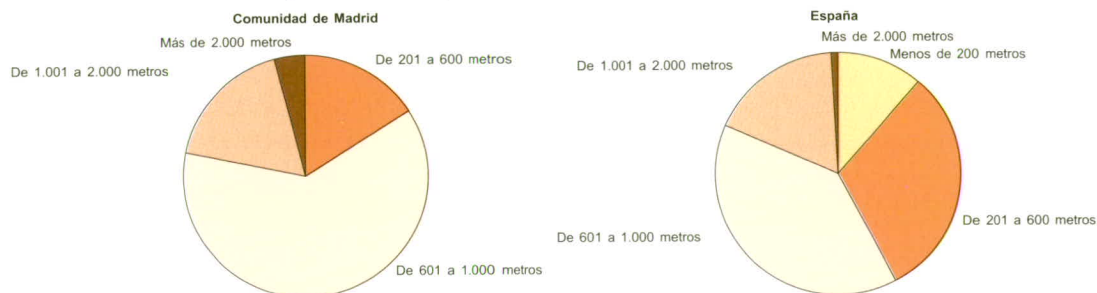 Comunidad de Madrid
Más de 2.000 metros
De 201 a 600 metros
De 1.001 a 2.000 metros
De 601 a 1.000 metros
España
Más de 2.000 metros
Menos de 200 metros
De 1.001 a 2.000 metros
De 201 a 600 metros
De 601 a 1.000 metros